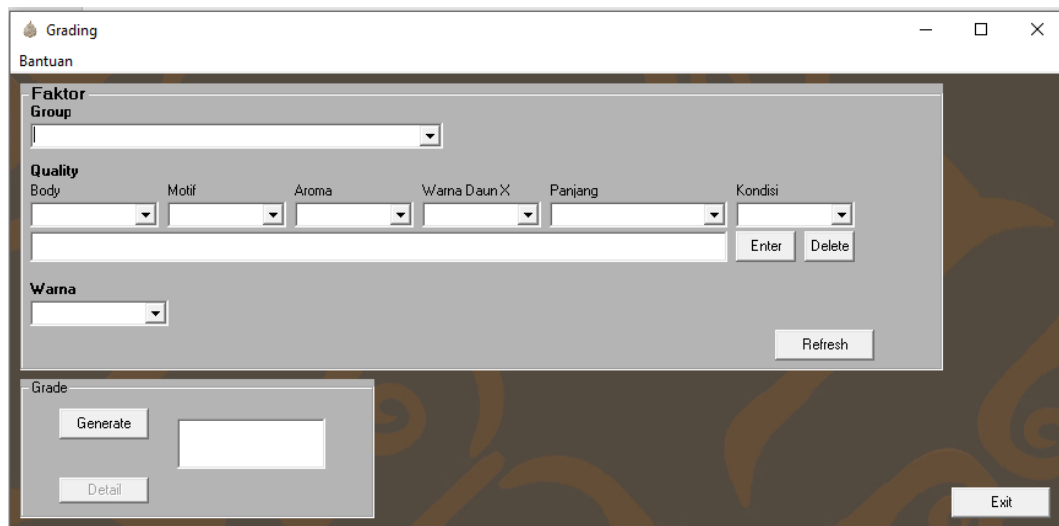 Grading
Bantuan
Faktor
Group
Quality
Body Motif Aroma Warna Daun X Panjang Kondisi
Enter Delete
Warna
Refresh
Grade
Generate
Detail
Exit